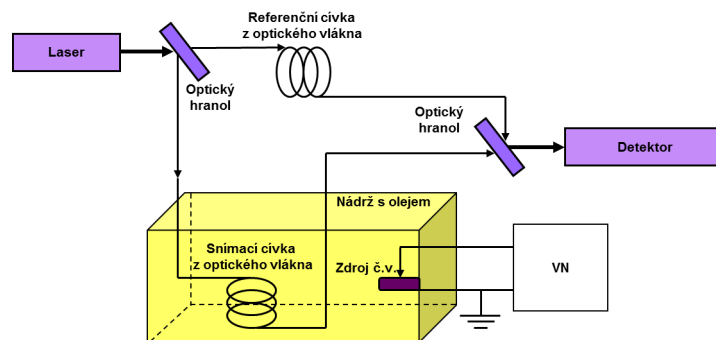 Referenční cívka
z optického vlákna
Laser
Optický
hranol
Optický
hranol
Detektor
Nádrž s olejem
Snímací cívka
z optického vlákna
Zdroj č.v.
VN